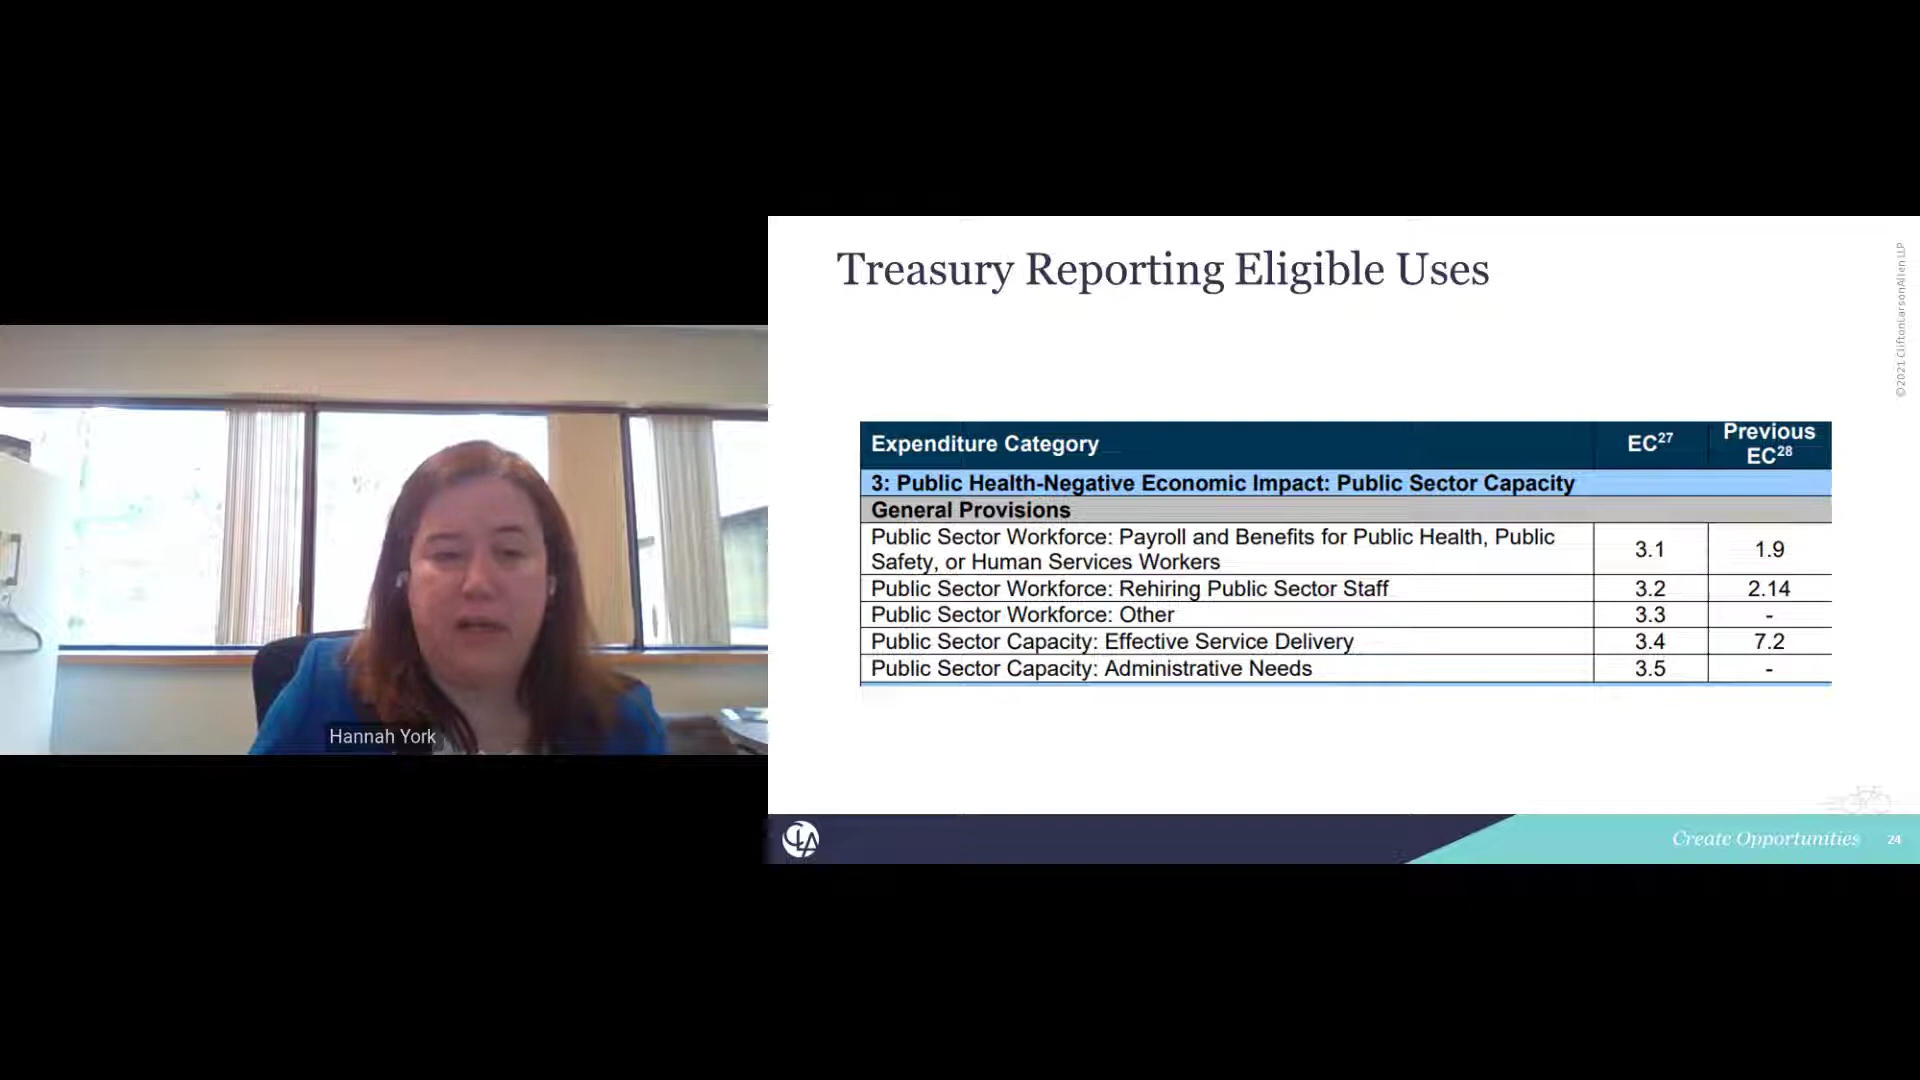 Treasury Reporting Eligible Uses
©2021 CliftonLarsonAllen LLP
Expenditure Category EC27 Previous EC28
3: Public Health-Negative Economic Impact: Public Sector Capacity
General Provisions
Public Sector Workforce: Payroll and Benefits for Public Health, Public
Safety, or Human Services Workers 3.1 1.9
Public Sector Workforce: Rehiring Public Sector Staff 3.2 2.14
Public Sector Workforce: Other 3.3 -
Public Sector Capacity: Effective Service Delivery 3.4 7.2
Public Sector Capacity: Administrative Needs 3.5 -
Hannah York
CLA
Create Opportunities 24